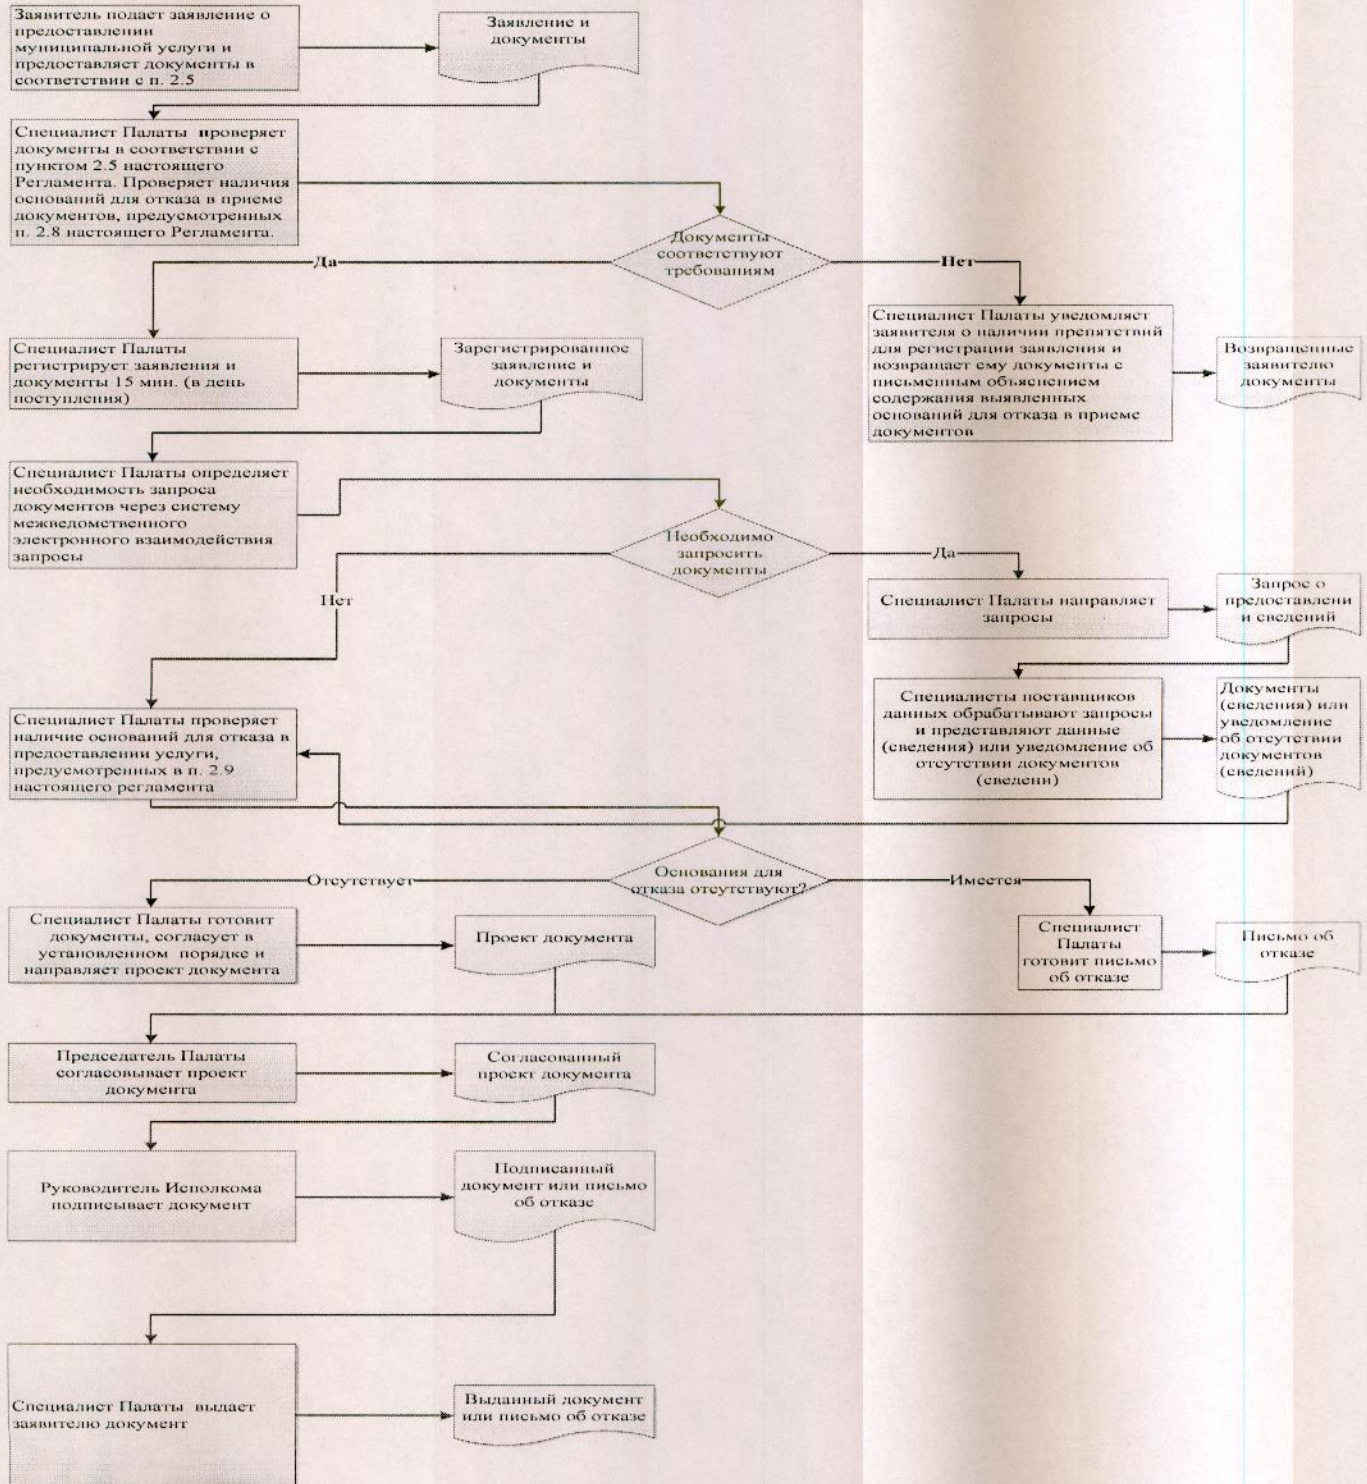 Заявитель подает заявление о
предоставлении
муниципальной услуги и
предоставляет документы в
соответствии с п. 2.5
Заявление и
документы
Специалист Палаты проверяет
документы в соответствии с
пунктом 2.5 настоящего
Регламента. Проверяет наличия
оснований для отказа в приеме
документов, предусмотренных
п. 2.8 настоящего Регламента.
Документы
соответствуют
требованиям
Да
Нет
Специалист Палаты
регистрирует заявления и
документы 15 мин. (в день
поступления)
Зарегистрированное
заявление и
документы
Специалист Палаты уведомляет
заявителя о наличии препятствий
для регистрации заявления и
возвращает ему документы с
письменным объяснением
содержания выявленных
оснований для отказа в приеме
документов
Возвращенные
заявителю
документы
Специалист Палаты определяет
необходимость запроса
документов через систему
межведомственного
электронного взаимодействия
запросы
Необходимо
запросить
документы
Да
Нет
Специалист Палаты направляет
запросы
Запрос о
предоставлени
и сведений
Специалисты поставщиков
данных обрабатывают запросы
и представляют данные
(сведения) или уведомление об
отсутствии документов
(сведени)
Документы
(сведения) или
уведомление
об отсутствии
документов
(сведений)
Специалист Палаты проверяет
наличие оснований для отказа в
предоставлении услуги,
предусмотренных в п. 2.9
настоящего регламента
Основания для
отказа отсутствуют?
Отсутствует
Имеется
Специалист Палаты готовит
документы, согласует в
установленном порядке и
направляет проект документа
Проект документа
Специалист
Палаты
готовит письмо
об отказе
Письмо об
отказе
Председатель Палаты
согласовывает проект
документа
Согласованный
проект документа
Руководитель Исполкома
подписывает документ
Подписанный
документ или письмо
об отказе
Специалист Палаты выдает
заявителю документ
Выданный документ
или письмо об отказе